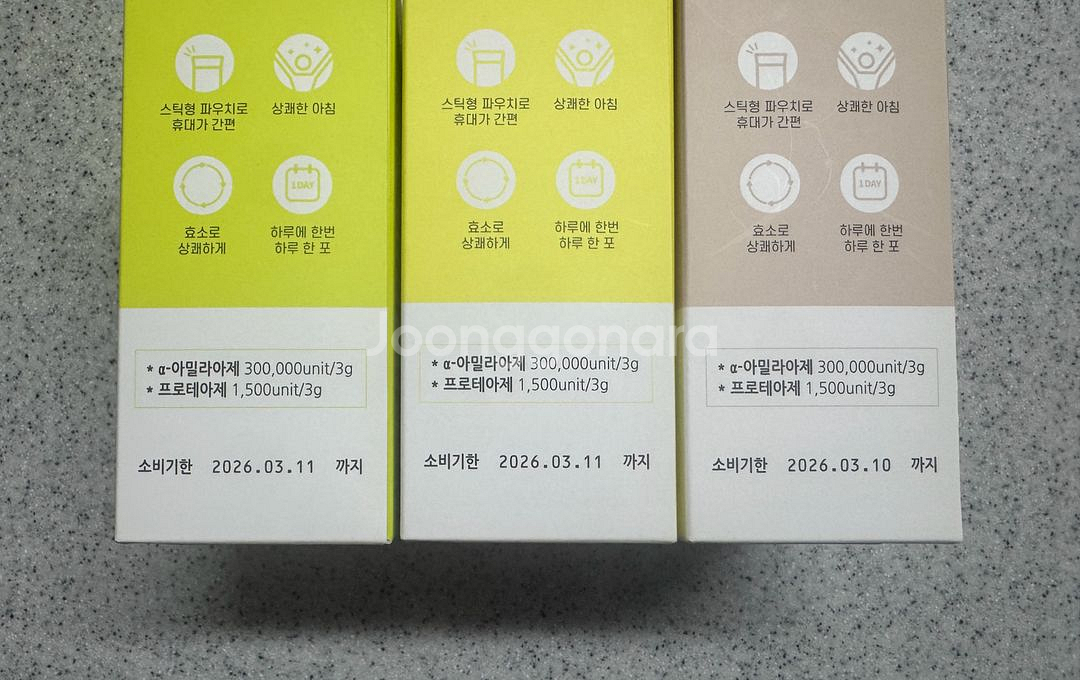 스틱형 파우치로
휴대가 간편
상쾌한 아침
1DAY
효소로
상쾌하게
하루에 한번
하루 한 포
* α-아밀라아제 300,000unit/3g
* 프로테아제 1,500unit/3g
소비기한 2026.03.11 까지
스틱형 파우치로
휴대가 간편
상쾌한 아침
1DAY
효소로
상쾌하게
하루에 한번
하루 한 포
* α-아밀라아제 300,000unit/3g
* 프로테아제 1,500unit/3g
소비기한 2026.03.11 까지
스틱형 파우치로
휴대가 간편
상쾌한 아침
1DAY
효소로
상쾌하게
하루에 한번
하루 한 포
* α-아밀라아제 300,000unit/3g
* 프로테아제 1,500unit/3g
소비기한 2026.03.10 까지
Joonggonara